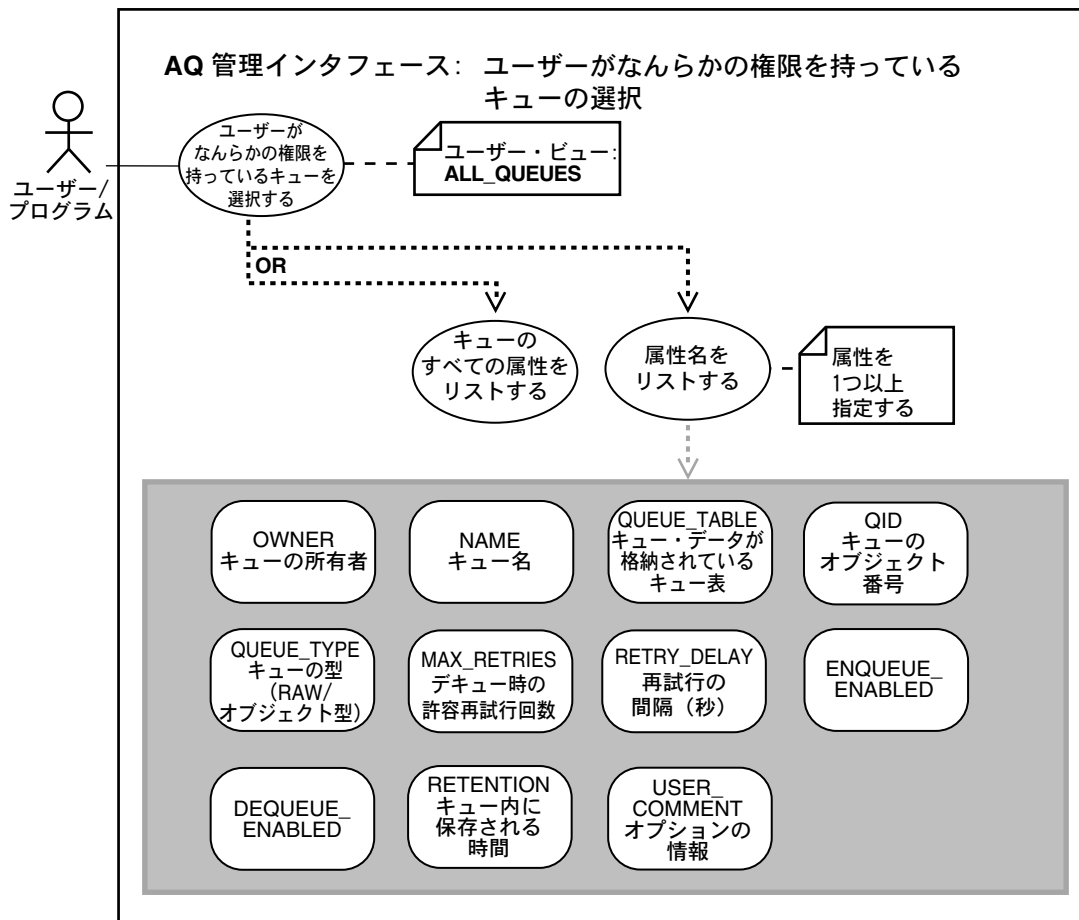 AQ 管理インタフェース： ユーザーがなんらかの権限を持っている
キューの選択
ユーザー/
プログラム
ユーザーが
なんらかの権限を
持っているキューを
選択する
ユーザー・ビュー：
ALL_QUEUES
OR
キューの
すべての属性を
リストする
属性名を
リストする
属性を
1つ以上
指定する
OWNER
キューの所有者
NAME
キュー名
QUEUE_TABLE
キュー・データが
格納されている
キュー表
QID
キューの
オブジェクト
番号
QUEUE_TYPE
キューの型
（RAW/
オブジェクト型）
MAX_RETRIES
デキュー時の
許容再試行回数
RETRY_DELAY
再試行の
間隔（秒）
ENQUEUE_
ENABLED
DEQUEUE_
ENABLED
RETENTION
キュー内に
保存される
時間
USER_
COMMENT
オプションの
情報